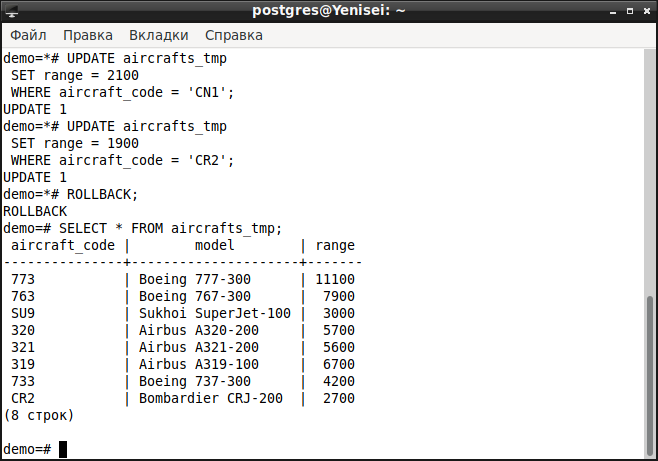 postgres@Yenisei: ~
Файл Правка Вкладки Справка
demo=*# UPDATE aircrafts_tmp
 SET range = 2100
 WHERE aircraft_code = 'CN1';
UPDATE 1
demo=*# UPDATE aircrafts_tmp
 SET range = 1900
 WHERE aircraft_code = 'CR2';
UPDATE 1
demo=*# ROLLBACK;
ROLLBACK
demo=# SELECT * FROM aircrafts_tmp;
 aircraft_code |        model        | range
---------------+---------------------+-------
 773           | Boeing 777-300      | 11100
 763           | Boeing 767-300      |  7900
 SU9           | Sukhoi SuperJet-100 |  3000
 320           | Airbus A320-200     |  5700
 321           | Airbus A321-200     |  5600
 319           | Airbus A319-100     |  6700
 733           | Boeing 737-300      |  4200
 CR2           | Bombardier CRJ-200  |  2700
(8 строк)
demo=#